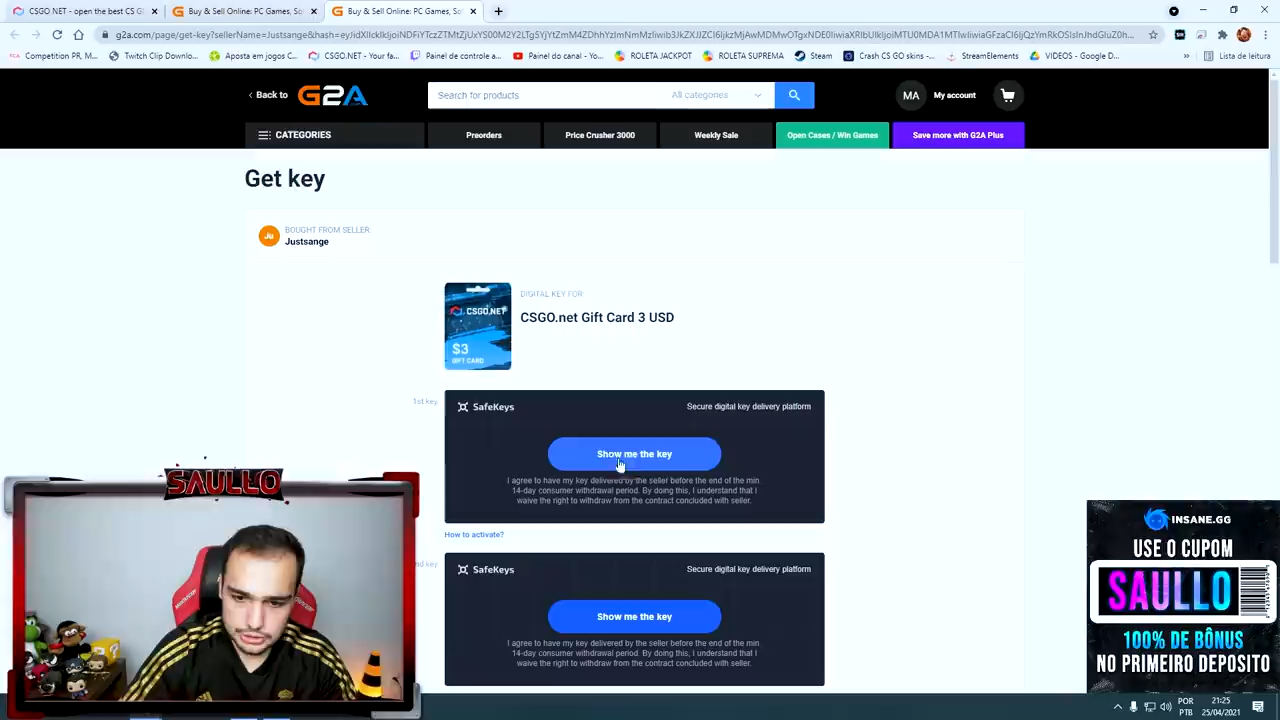 CSGO NET - open the best CS GO
Buy & Sell Online: PC Games, So
Buy & Sell Online: PC Games, So
Competition PR, M...
Twitch Clip Downlo...
Aposta em jogos d...
CSGO.NET - Your fa...
Painel de controle a...
Painel do canal - Yo...
ROLETA JACKPOT
ROLETA SUPREMA
Steam
Crash CS GO skins -...
StreamElements
VÍDEOS - Google D...
»
Lista de leitura
Back to G2A
Search for products
All categories
MA
My account
CATEGORIES
Preorders
Price Crusher 3000
Weekly Sale
Open Cases / Win Games
Save more with G2A Plus
Get key
Ju
BOUGHT FROM SELLER:
Justsange
DIGITAL KEY FOR:
CSGO.net Gift Card 3 USD
CSGO.NET
$3
GIFT CARD
1st key
SafeKeys
Secure digital key delivery platform
Show me the key
I agree to have my key delivered by the seller before the end of the min
14-day consumer withdrawal period. By doing this, I understand that I
waive the right to withdraw from the contract concluded with seller.
How to activate?
nd key
SafeKeys
Secure digital key delivery platform
Show me the key
I agree to have my key delivered by the seller before the end of the min
14-day consumer withdrawal period. By doing this, I understand that I
waive the right to withdraw from the contract concluded with seller.
SAULLO
INSANE.GG
USE O CUPOM
SAULLO
100% DE BÔNUS
NO PRIMEIRO DEPOSITO
POR
PTB
21:25
25/04/2021